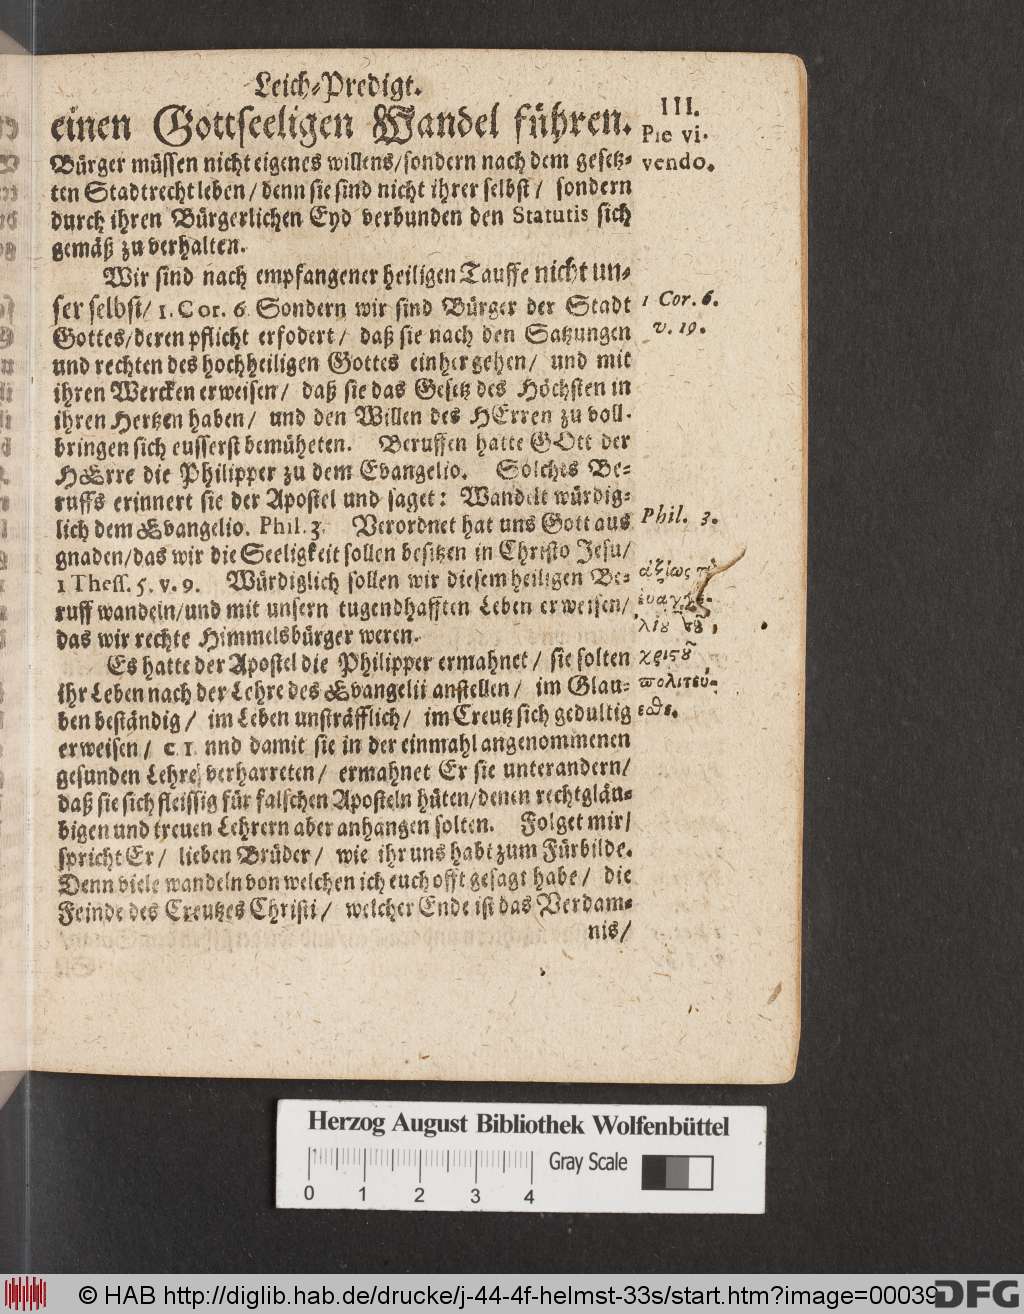 Leich-Predigt.
einen Gottseeligen Wandel führen.
Bürger müssen nicht eigenes willens/sondern nach dem gesetz-
ten Stadtrecht leben/denn sie sind nicht ihrer selbst/ sondern
durch ihren Bürgerlichen Eyd verbunden den Statutis sich
gemäß zu verhalten.
Wir sind nach empfangener heiligen Tauffe nicht un-
ser selbst/ 1. Cor. 6. Sondern wir sind Bürger der Stadt
Gottes/deren pflicht erfodert/ daß sie nach den Satzungen
und rechten des hochheiligen Gottes einher gehen/ und mit
ihren Wercken erweisen/ daß sie das Gesetz des Höchsten in
ihren Hertzen haben/ und den Willen des HErren zu voll-
bringen sich eusserst bemüheten. Beruffen hatte GOtt der
HErre die Philipper zu dem Evangelio. Solches Be-
ruffs erinnert sie der Apostel und saget: Wandelt würdig-
lich dem Evangelio. Phil. 3. Verordnet hat uns Gott aus
gnaden/das wir die Seeligkeit sollen besitzen in Christo Jesu/
1 Thess. 5. v. 9. Würdiglich sollen wir diesem heiligen Be-
ruff wandeln/und mit unsern tugendhafften Leben erweisen/
das wir rechte Himmelsbürger weren.
Es hatte der Apostel die Philipper ermahnet/ sie solten
ihr Leben nach der Lehre des Evangelii anstellen/ im Glau-
ben beständig/ im Leben unsträfflich/ im Creutz sich gedultig
erweisen/ c. 1. nnd damit sie in der einmahl angenommenen
gesunden Lehre verharreten/ ermahnet Er sie unterandern/
daß sie sich fleissig für falschen Aposteln hüten/denen rechtgläu-
bigen und treuen Lehrern aber anhangen solten. Folget mir/
spricht Er/ lieben Brüder/ wie ihr uns habt zum Fürbilde.
Denn viele wandeln von welchen ich euch offt gesagt habe/ die
Feinde des Creutzes Christi/ welcher Ende ist das Verdam-
nis/
III.
Pie vi-
vendo.
1 Cor. 6.
v. 19.
Phil. 3.
ἀξίως
λίου τοῦ
χριστοῦ
πολιτεύ-
εσθε.
Herzog August Bibliothek Wolfenbüttel
Gray Scale
0 1 2 3 4
© HAB http://diglib.hab.de/drucke/j-44-4f-helmst-33s/start.htm?image=00039
DFG